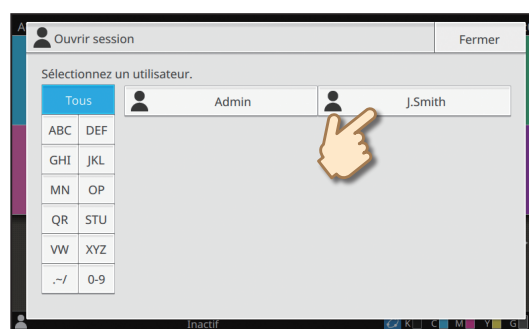 Ouvrir session
Fermer
Sélectionnez un utilisateur.
Tous
Admin
J.Smith
ABC
DEF
GHI
JKL
MN
OP
QR
STU
VW
XYZ
.~/
0-9
Inactif
K
C
M
Y
G